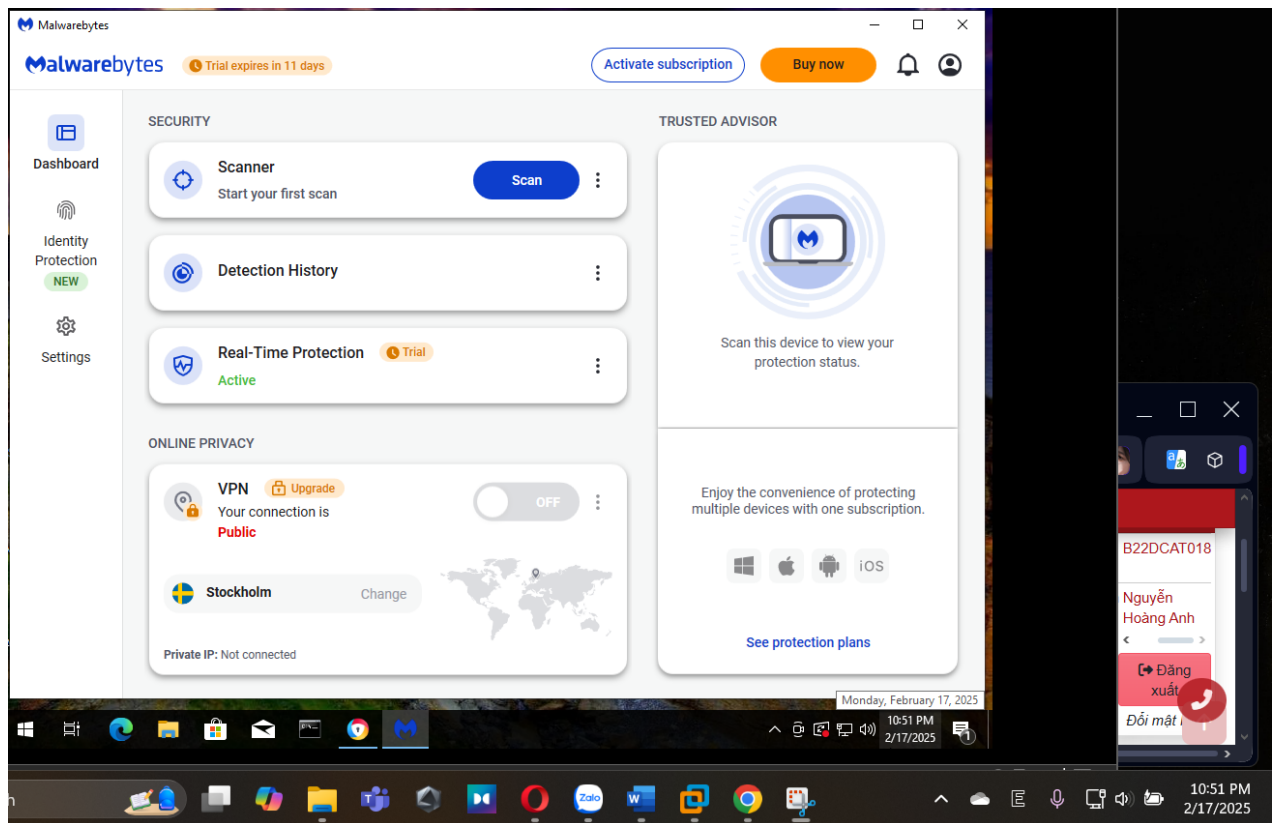 Malwarebytes
Malwarebytes
Trial expires in 11 days
Activate subscription
Buy now
Dashboard
Identity
Protection
NEW
Settings
SECURITY
Scanner
Start your first scan
Scan
Detection History
Real-Time Protection
Trial
Active
ONLINE PRIVACY
VPN
Upgrade
Your connection is
Public
OFF
Stockholm
Change
Private IP: Not connected
TRUSTED ADVISOR
Scan this device to view your
protection status.
Enjoy the convenience of protecting
multiple devices with one subscription.
iOS
See protection plans
Monday, February 17, 2025
10:51 PM
2/17/2025
1
B22DCAT018
Nguyễn
Hoàng Anh
Đăng
xuất
Đổi mật
h
Zalo
W
E
10:51 PM
2/17/2025